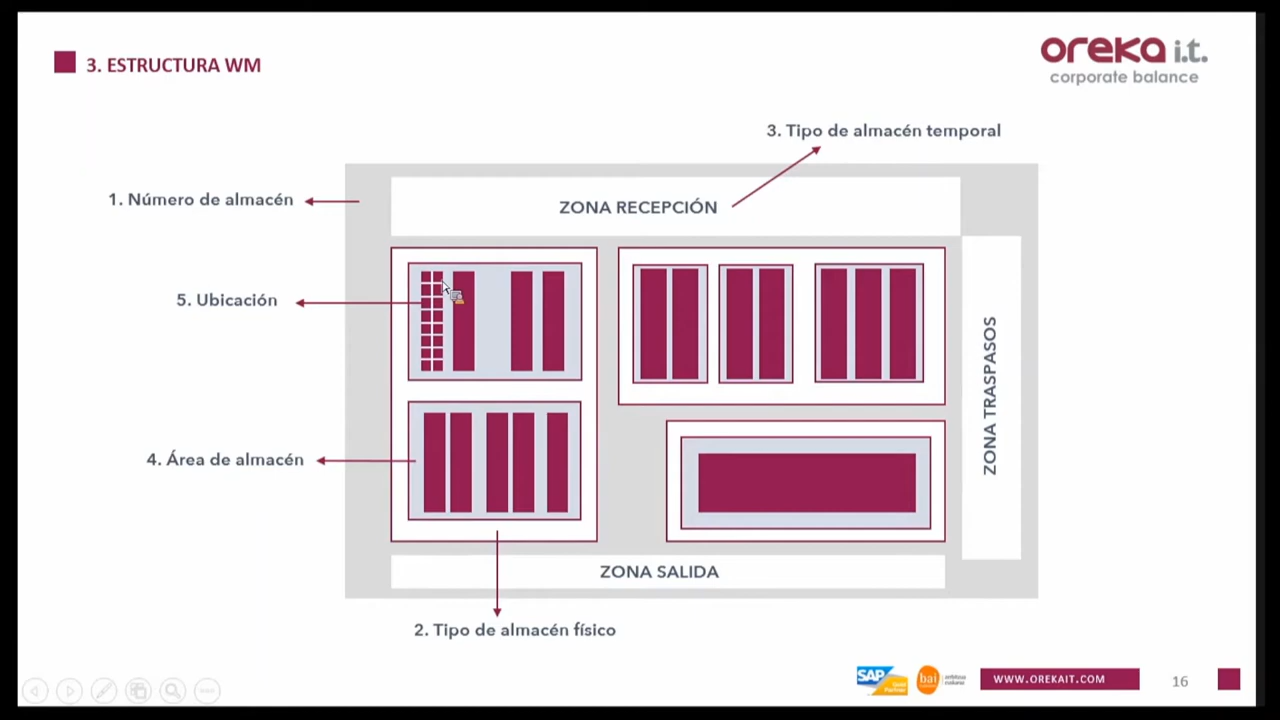 3. ESTRUCTURA WM
oreka i.t.
corporate balance
3. Tipo de almacén temporal
1. Número de almacén
ZONA RECEPCIÓN
5. Ubicación
ZONA TRASPASOS
4. Área de almacén
ZONA SALIDA
2. Tipo de almacén físico
SAP
bai
WWW.OREKAIT.COM
16